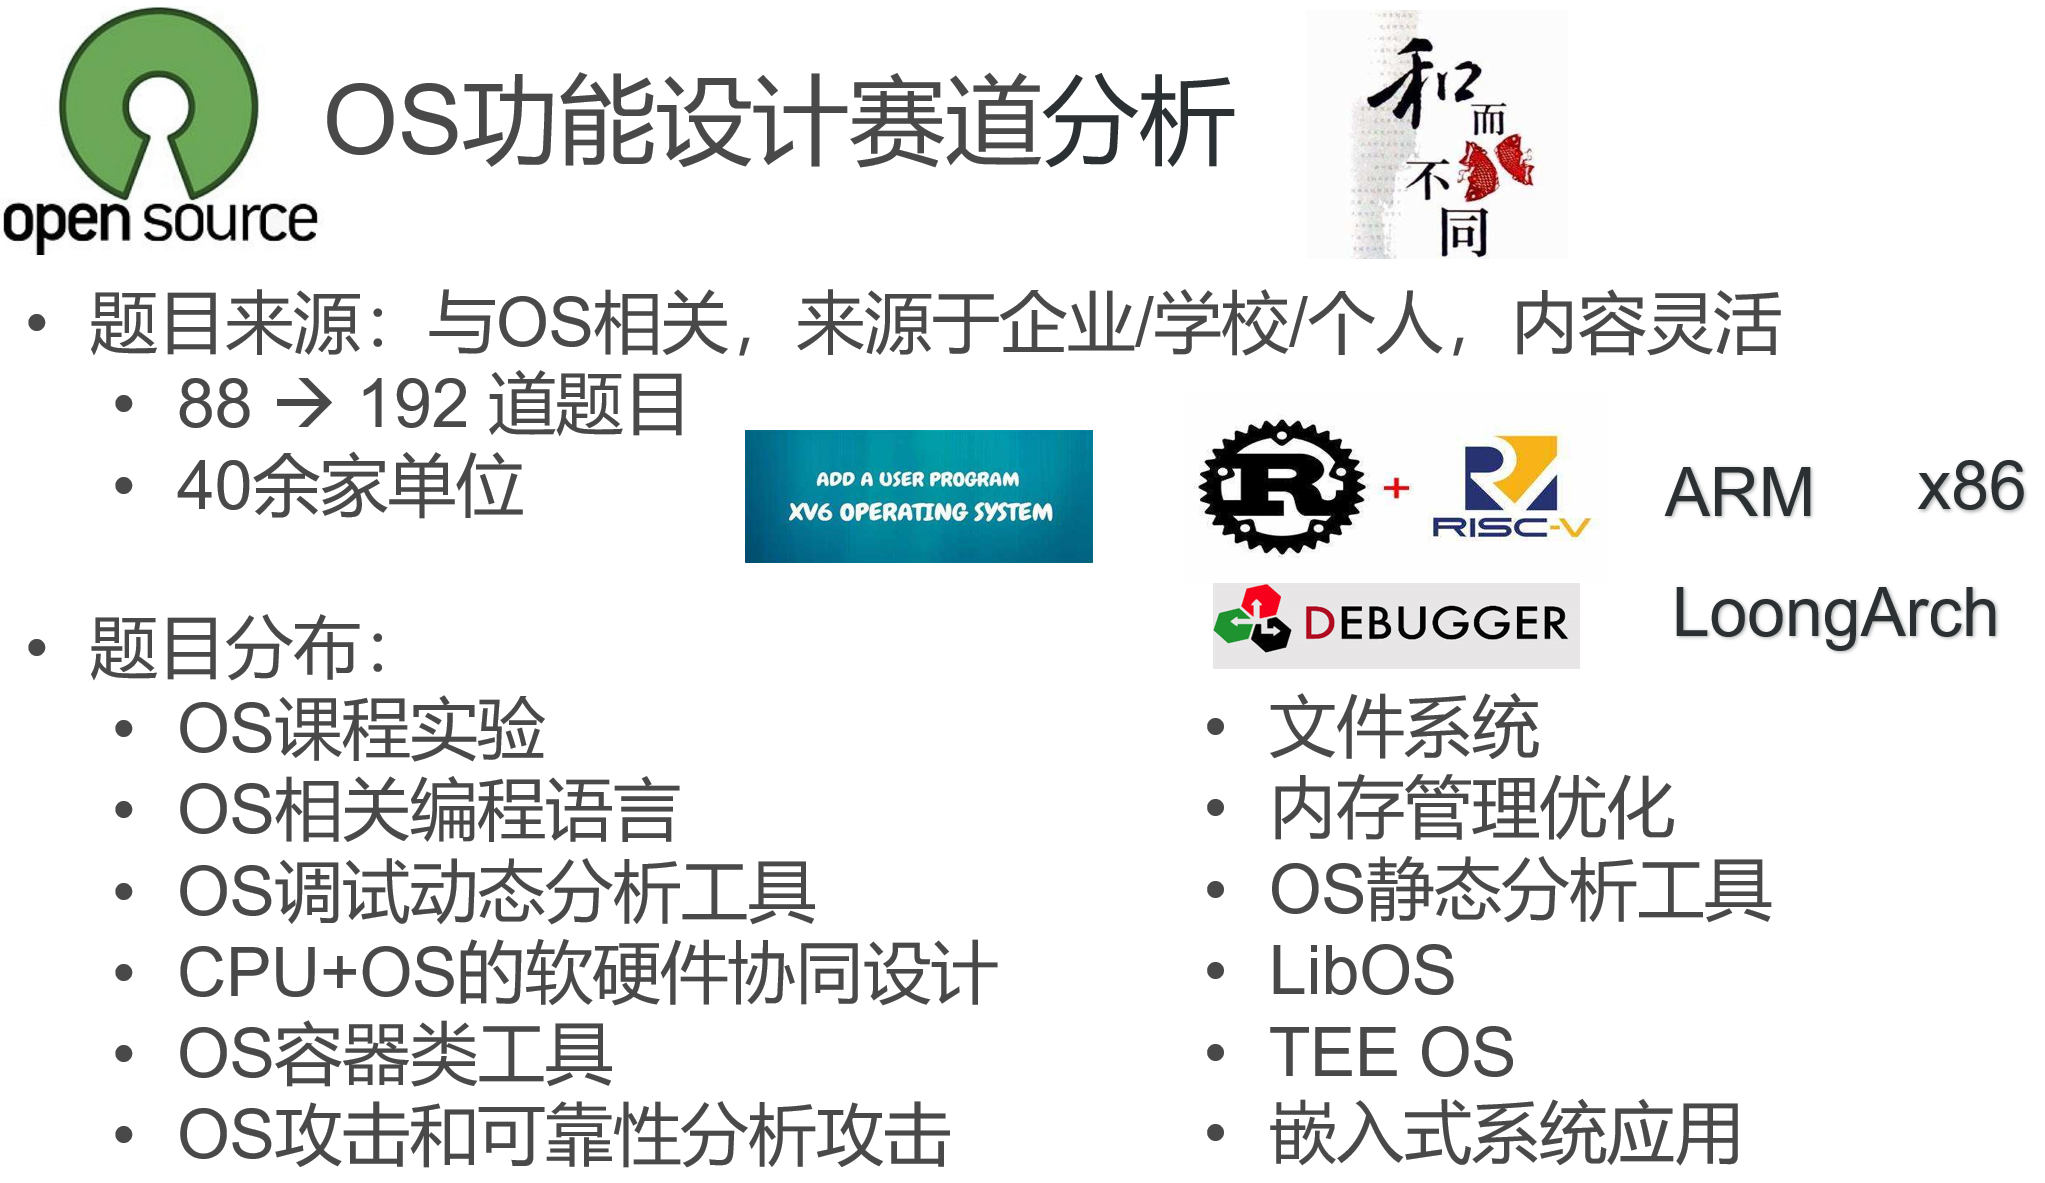 open source
OS功能设计赛道分析
和
而
不
同
• 题目来源：与OS相关，来源于企业/学校/个人，内容灵活
• 88 → 192 道题目
• 40余家单位
ADD A USER PROGRAM
XV6 OPERATING SYSTEM
R
+
RISC-V
ARM
x86
DEBUGGER
LoongArch
• 题目分布：
• OS课程实验
• OS相关编程语言
• OS调试动态分析工具
• CPU+OS的软硬件协同设计
• OS容器类工具
• OS攻击和可靠性分析攻击
• 文件系统
• 内存管理优化
• OS静态分析工具
• LibOS
• TEE OS
• 嵌入式系统应用